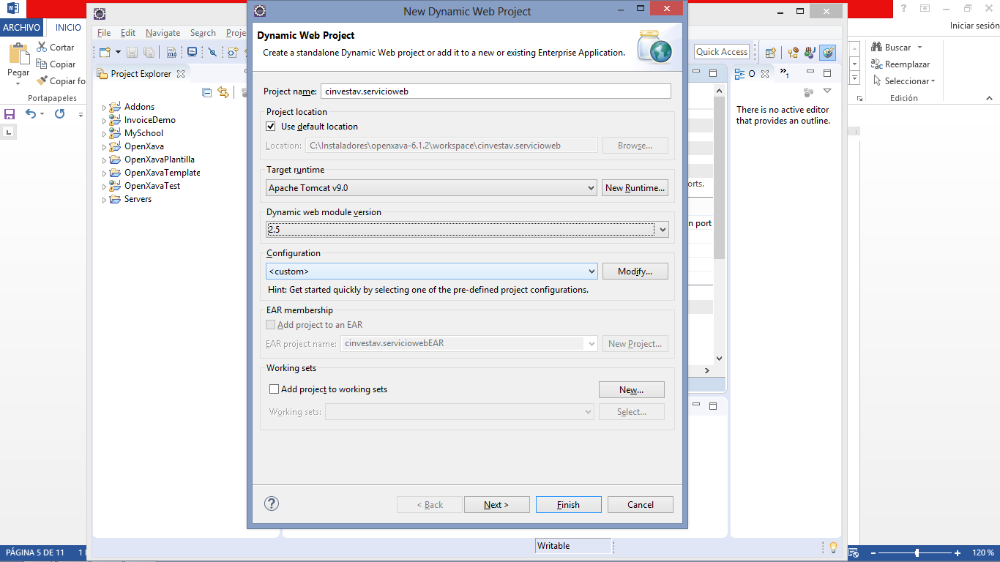 New Dynamic Web Project
ARCHIVO
INICIO
Iniciar sesión
Cortar
Copiar
Copiar fo
Pegar
Portapapeles
File Edit Navigate Search Proje
Quick Access
Buscar
Reemplazar
Seleccionar
Edición
Project Explorer
Addons
InvoiceDemo
MySchool
OpenXava
OpenXavaPlantilla
OpenXavaTemplate
OpenXavaTest
Servers
Dynamic Web Project
Create a standalone Dynamic Web project or add it to a new or existing Enterprise Application.
Project name: cinvestav.servicioweb
Project location
Use default location
Location: C:\Instaladores\openxava-6.1.2\workspace\cinvestav.servicioweb Browse...
Target runtime
Apache Tomcat v9.0 New Runtime...
Dynamic web module version
2.5
Configuration
<custom> Modify...
Hint: Get started quickly by selecting one of the pre-defined project configurations.
EAR membership
Add project to an EAR
EAR project name: cinvestav.serviciowebEAR New Project...
Working sets
Add project to working sets New...
Working sets: Select...
< Back Next > Finish Cancel
orts.
n port
O
1
There is no active editor
that provides an outline.
Writable
PÁGINA 5 DE 11
120 %